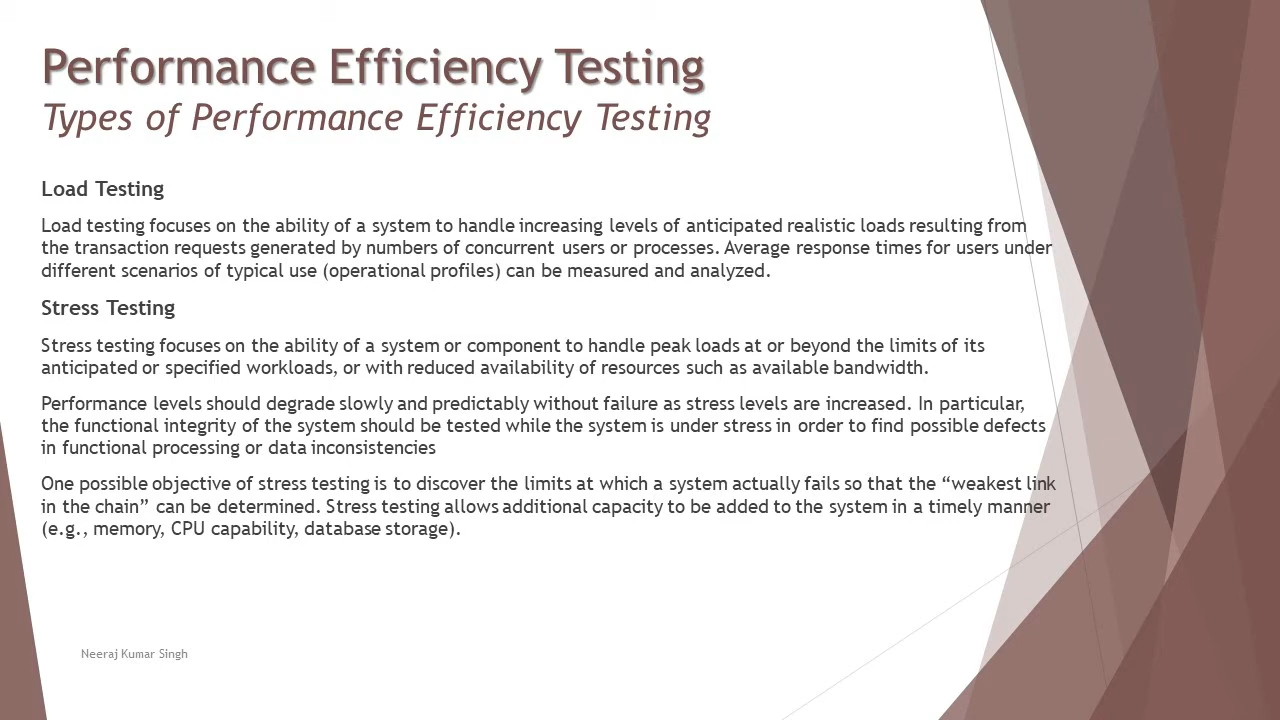 Performance Efficiency Testing
Types of Performance Efficiency Testing
Load Testing
Load testing focuses on the ability of a system to handle increasing levels of anticipated realistic loads resulting from
the transaction requests generated by numbers of concurrent users or processes. Average response times for users under
different scenarios of typical use (operational profiles) can be measured and analyzed.
Stress Testing
Stress testing focuses on the ability of a system or component to handle peak loads at or beyond the limits of its
anticipated or specified workloads, or with reduced availability of resources such as available bandwidth.
Performance levels should degrade slowly and predictably without failure as stress levels are increased. In particular,
the functional integrity of the system should be tested while the system is under stress in order to find possible defects
in functional processing or data inconsistencies
One possible objective of stress testing is to discover the limits at which a system actually fails so that the “weakest link
in the chain” can be determined. Stress testing allows additional capacity to be added to the system in a timely manner
(e.g., memory, CPU capability, database storage).
Neeraj Kumar Singh